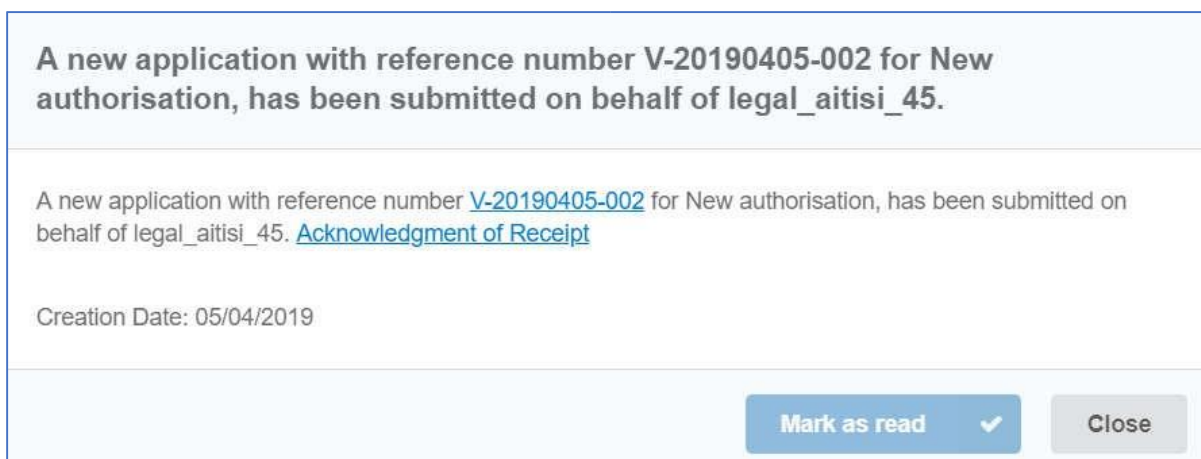 A new application with reference number V-20190405-002 for New
authorisation, has been submitted on behalf of legal_aitisi_45.
A new application with reference number V-20190405-002 for New authorisation, has been submitted on
behalf of legal_aitisi_45. Acknowledgment of Receipt
Creation Date: 05/04/2019
Mark as read
Close